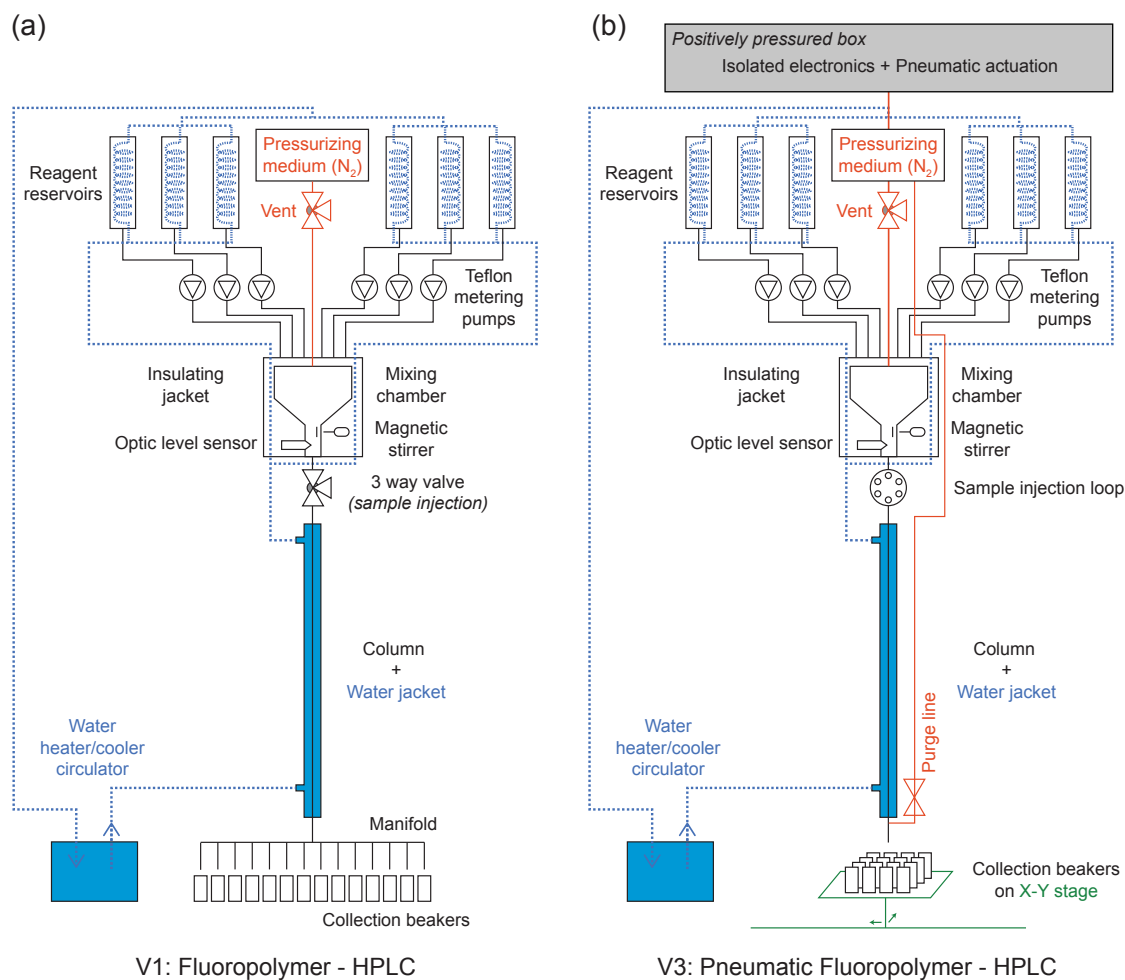 (a)
Reagent
reservoirs
Pressurizing
medium (N2)
Vent
Teflon
metering
pumps
Insulating
jacket
Mixing
chamber
Optic level sensor
Magnetic
stirrer
3 way valve
(sample injection)
Column
+
Water jacket
Water
heater/cooler
circulator
Manifold
Collection beakers
V1: Fluoropolymer - HPLC
(b)
Positively pressured box
Isolated electronics + Pneumatic actuation
Reagent
reservoirs
Pressurizing
medium (N2)
Vent
Teflon
metering
pumps
Insulating
jacket
Mixing
chamber
Optic level sensor
Magnetic
stirrer
Sample injection loop
Column
+
Water jacket
Purge line
Water
heater/cooler
circulator
Collection beakers
on X-Y stage
V3: Pneumatic Fluoropolymer - HPLC